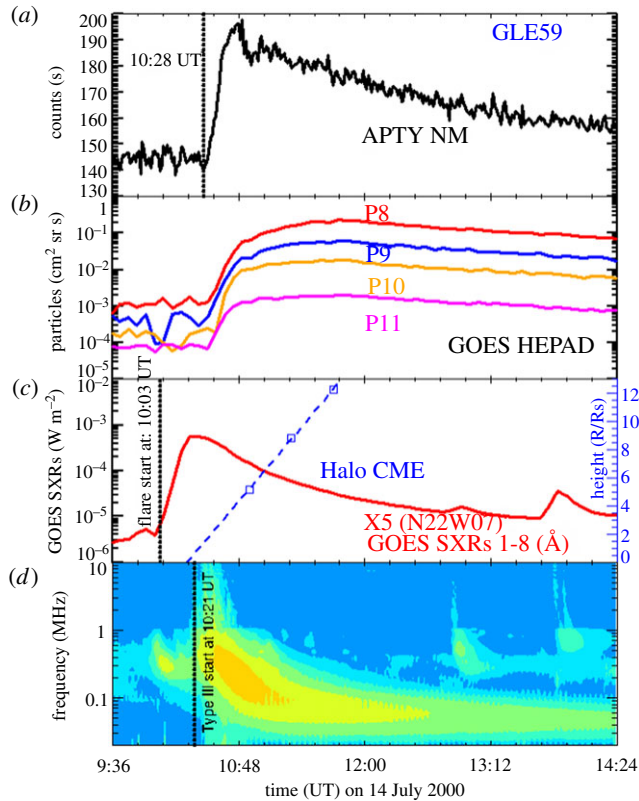 (a)
200
190
180
170
160
150
140
130
counts (s)
10:28 UT
GLE59
APTY NM
(b)
1
10⁻¹
10⁻²
10⁻³
10⁻⁴
10⁻⁵
particles (cm² sr s)
P8
P9
P10
P11
GOES HEPAD
(c)
10⁻²
10⁻³
10⁻⁴
10⁻⁵
10⁻⁶
GOES SXRs (W m⁻²)
flare start at: 10:03 UT
Halo CME
X5 (N22W07)
GOES SXRs 1-8 (Å)
12
10
8
6
4
2
0
height (R/Rs)
(d)
10
1
0.1
frequency (MHz)
Type III start at 10:21 UT
9:36 10:48 12:00 13:12 14:24
time (UT) on 14 July 2000